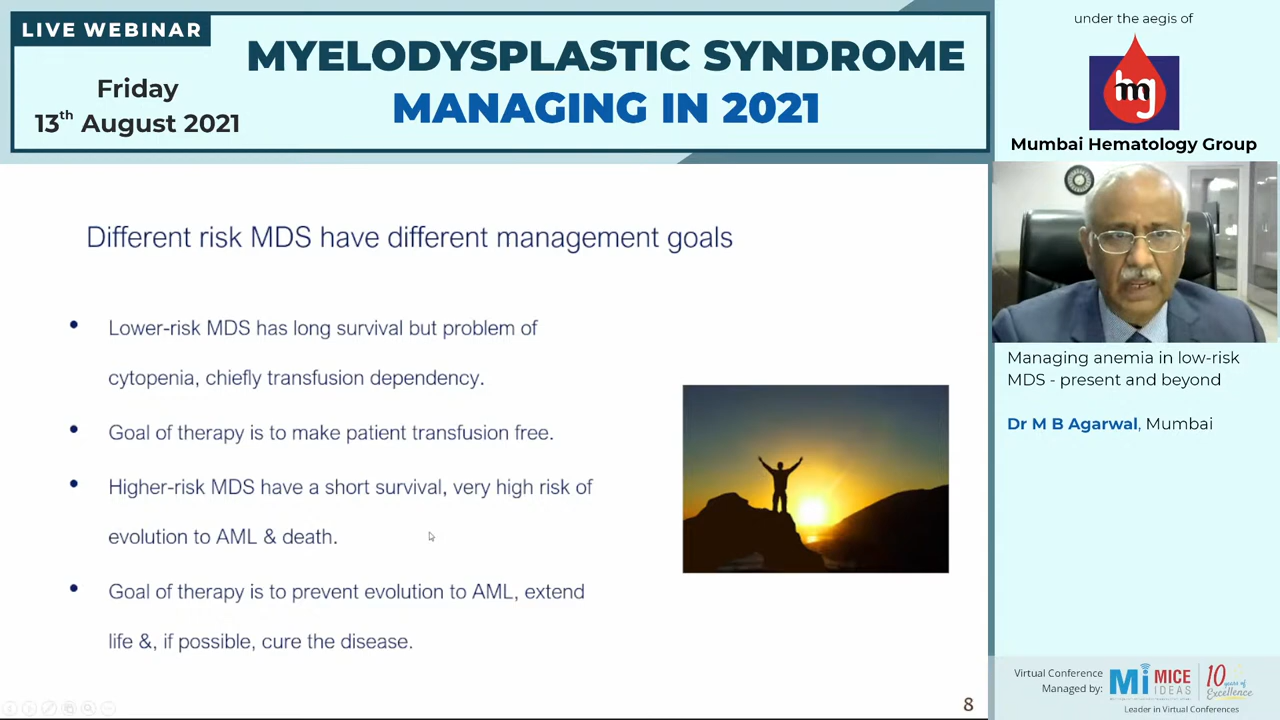 LIVE WEBINAR
Friday
13th August 2021
MYELODYSPLASTIC SYNDROME
MANAGING IN 2021
under the aegis of
hmg
Mumbai Hematology Group
Different risk MDS have different management goals
• Lower-risk MDS has long survival but problem of
cytopenia, chiefly transfusion dependency.
• Goal of therapy is to make patient transfusion free.
• Higher-risk MDS have a short survival, very high risk of
evolution to AML & death.
• Goal of therapy is to prevent evolution to AML, extend
life &, if possible, cure the disease.
8
Managing anemia in low-risk
MDS - present and beyond
Dr M B Agarwal, Mumbai
Virtual Conference
Managed by:
Mi MICE
IDEAS
10 years of
Excellence
Leader in Virtual Conferences